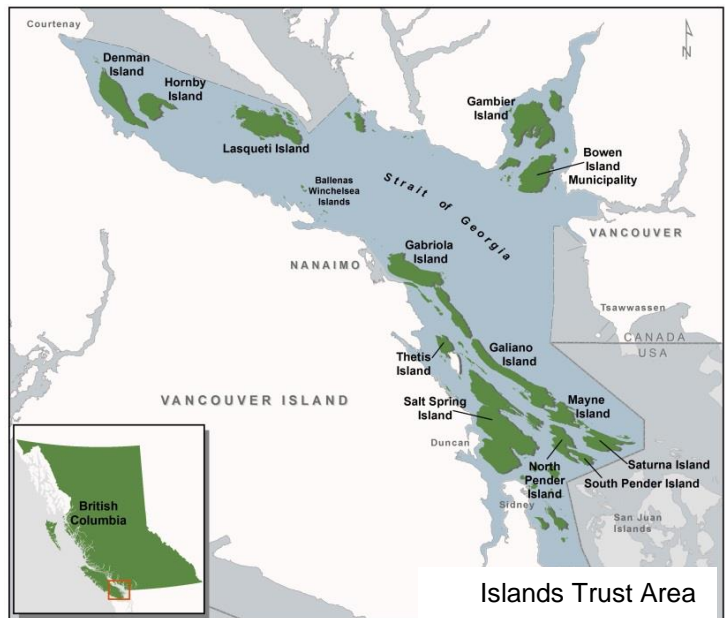 Courtenay
Denman
Island
Hornby
Island
Lasqueti Island
Gambier
Island
Bowen
Island
Municipality
N
Ballenas
Winchelsea
Islands
Strait of Georgia
VANCOUVER
Gabriola
Island
NANAIMO
Tsawwassen
CANADA
USA
Thetis
Island
Galiano
Island
VANCOUVER ISLAND
Salt Spring
Island
Mayne
Island
Duncan
North
Pender
Island
Saturna Island
South Pender Island
Sidney
San Juan
Islands
British
Columbia
Islands Trust Area